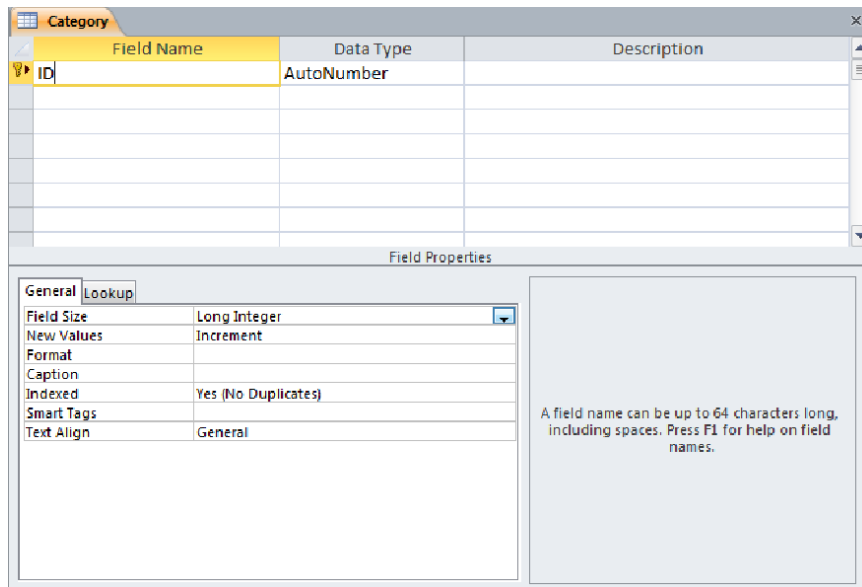 Category
Field Name Data Type Description
ID AutoNumber
Field Properties
General Lookup
Field Size Long Integer
New Values Increment
Format
Caption
Indexed Yes (No Duplicates)
Smart Tags
Text Align General
A field name can be up to 64 characters long,
including spaces. Press F1 for help on field
names.